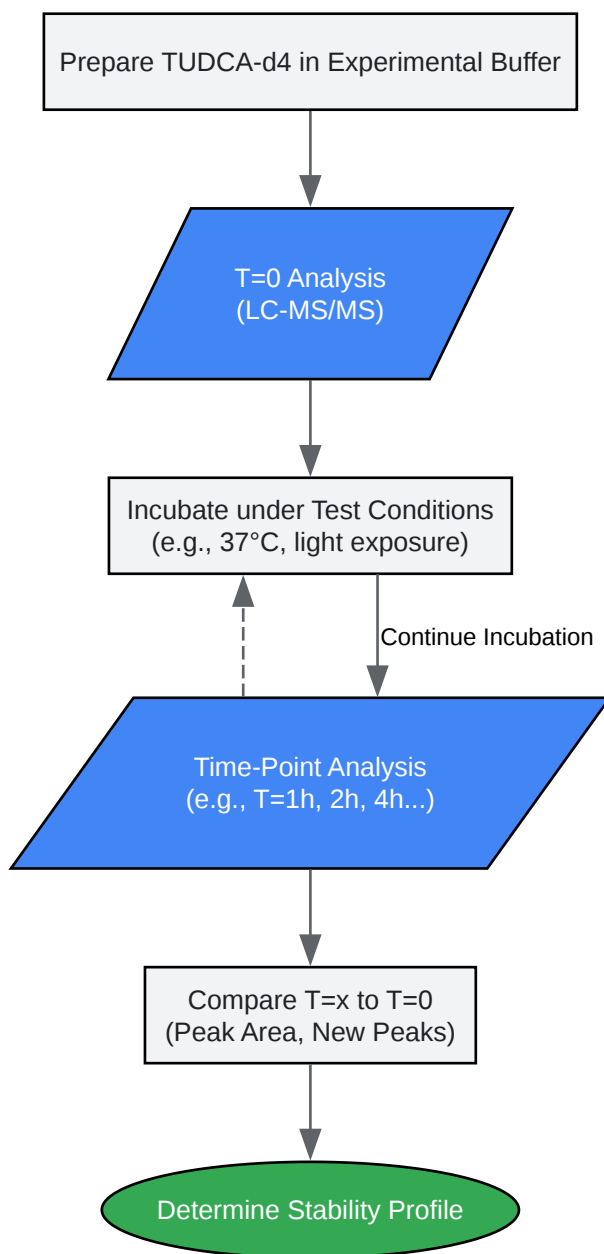 Prepare TUDCA-d4 in Experimental Buffer
T=0 Analysis
(LC-MS/MS)
Incubate under Test Conditions
(e.g., 37°C, light exposure)
Continue Incubation
Time-Point Analysis
(e.g., T=1h, 2h, 4h...)
Compare T=x to T=0
(Peak Area, New Peaks)
Determine Stability Profile